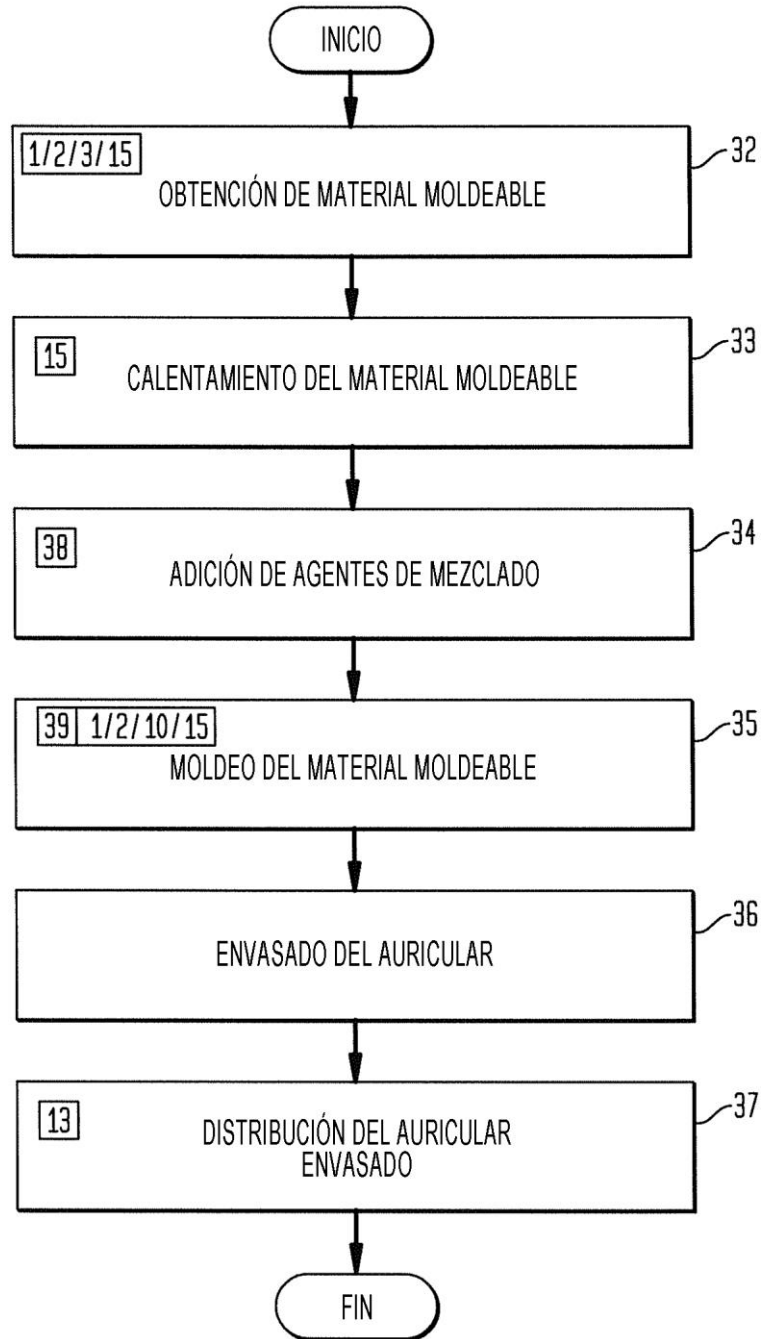 INICIO
1/2/3/15
32
OBTENCIÓN DE MATERIAL MOLDEABLE
15
33
CALENTAMIENTO DEL MATERIAL MOLDEABLE
38
34
ADICIÓN DE AGENTES DE MEZCLADO
39 1/2/10/15
35
MOLDEO DEL MATERIAL MOLDEABLE
36
ENVASADO DEL AURICULAR
13
37
DISTRIBUCIÓN DEL AURICULAR
ENVASADO
FIN